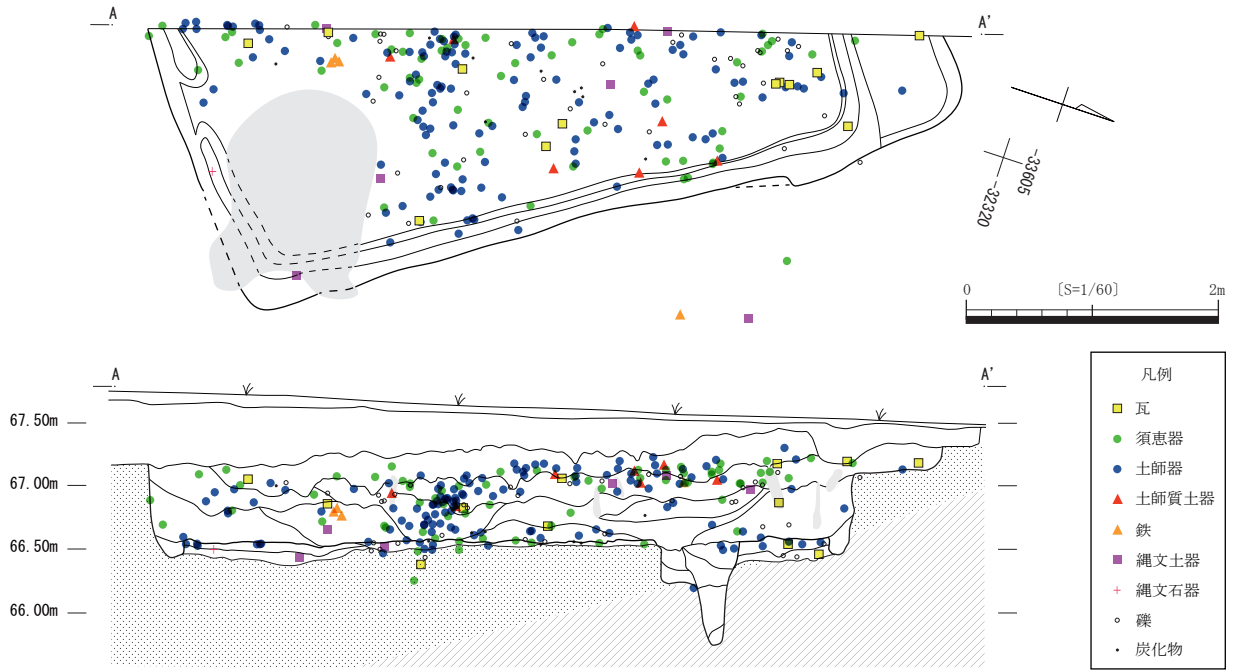 A
A'
-33605
-32320
0 〔S=1/60〕 2m
A
A'
67.50m
67.00m
66.50m
66.00m
凡例
瓦
須恵器
土師器
土師質土器
鉄
縄文土器
縄文石器
礫
炭化物